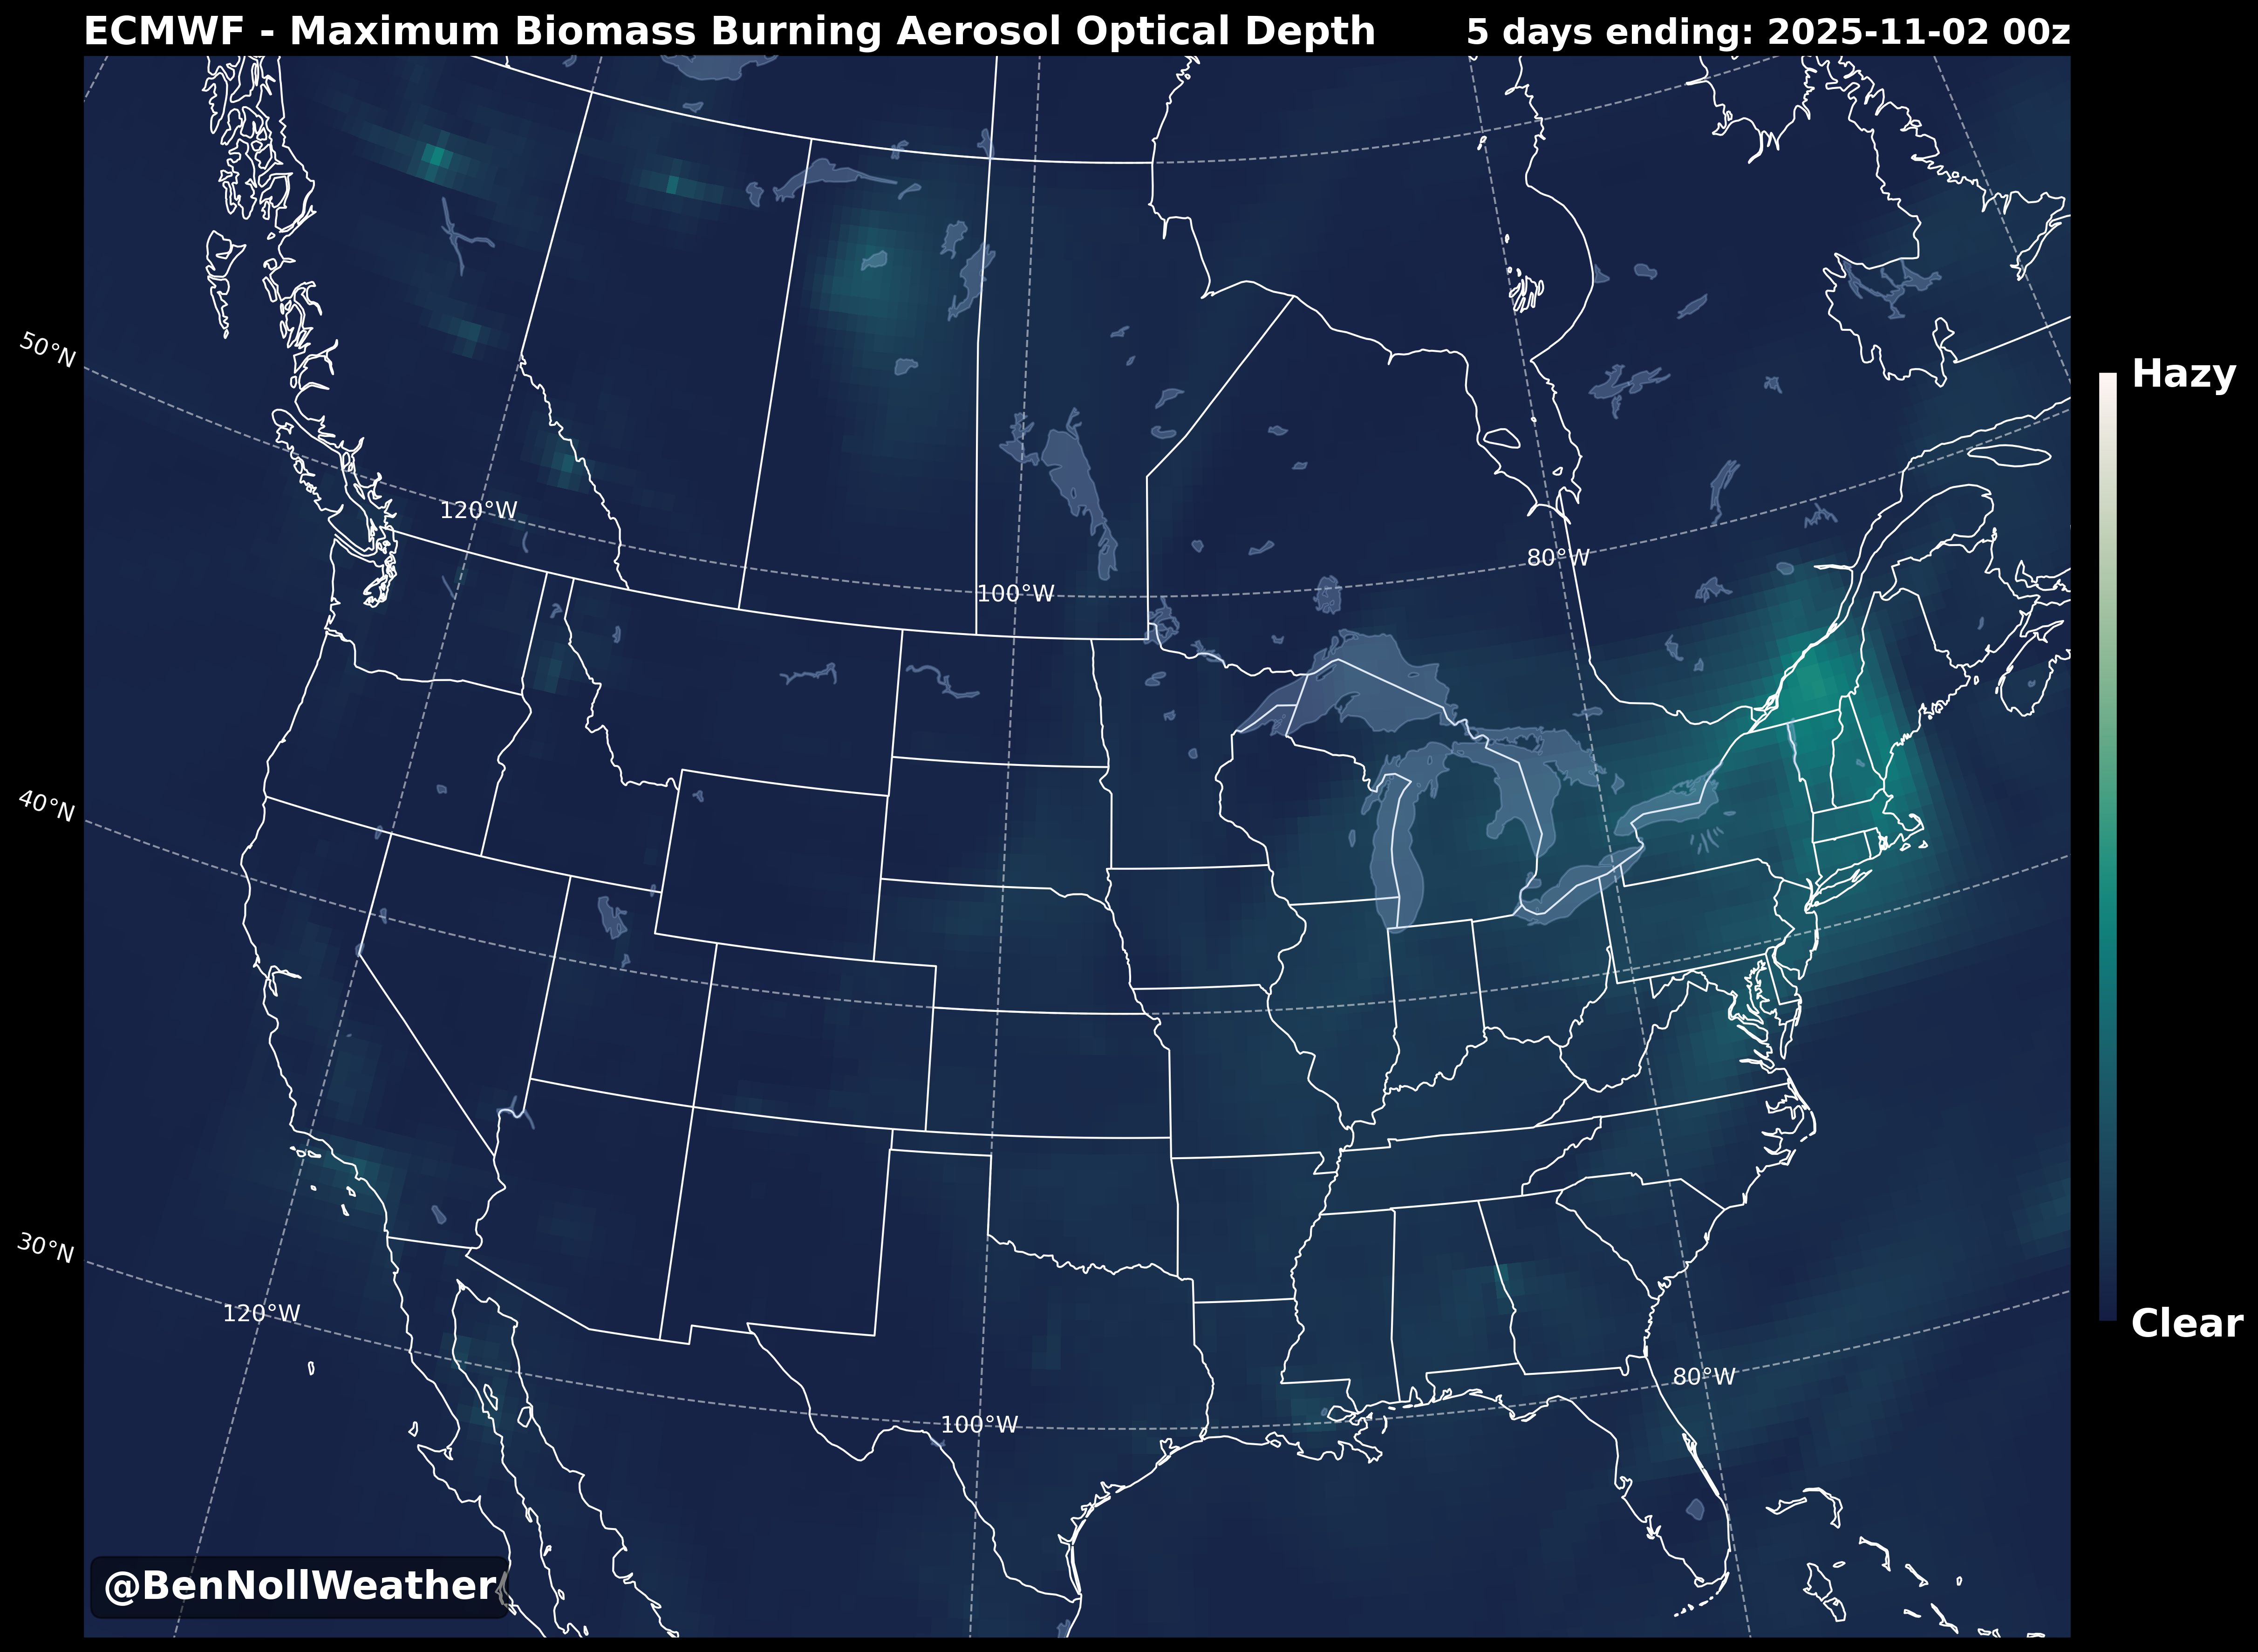 ECMWF - Maximum Biomass Burning Aerosol Optical Depth
5 days ending: 2025-11-02 00z
50°N
Hazy
120°W
80°W
100°W
40°N
30°N
120°W
Clear
80°W
100°W
@BenNollWeather